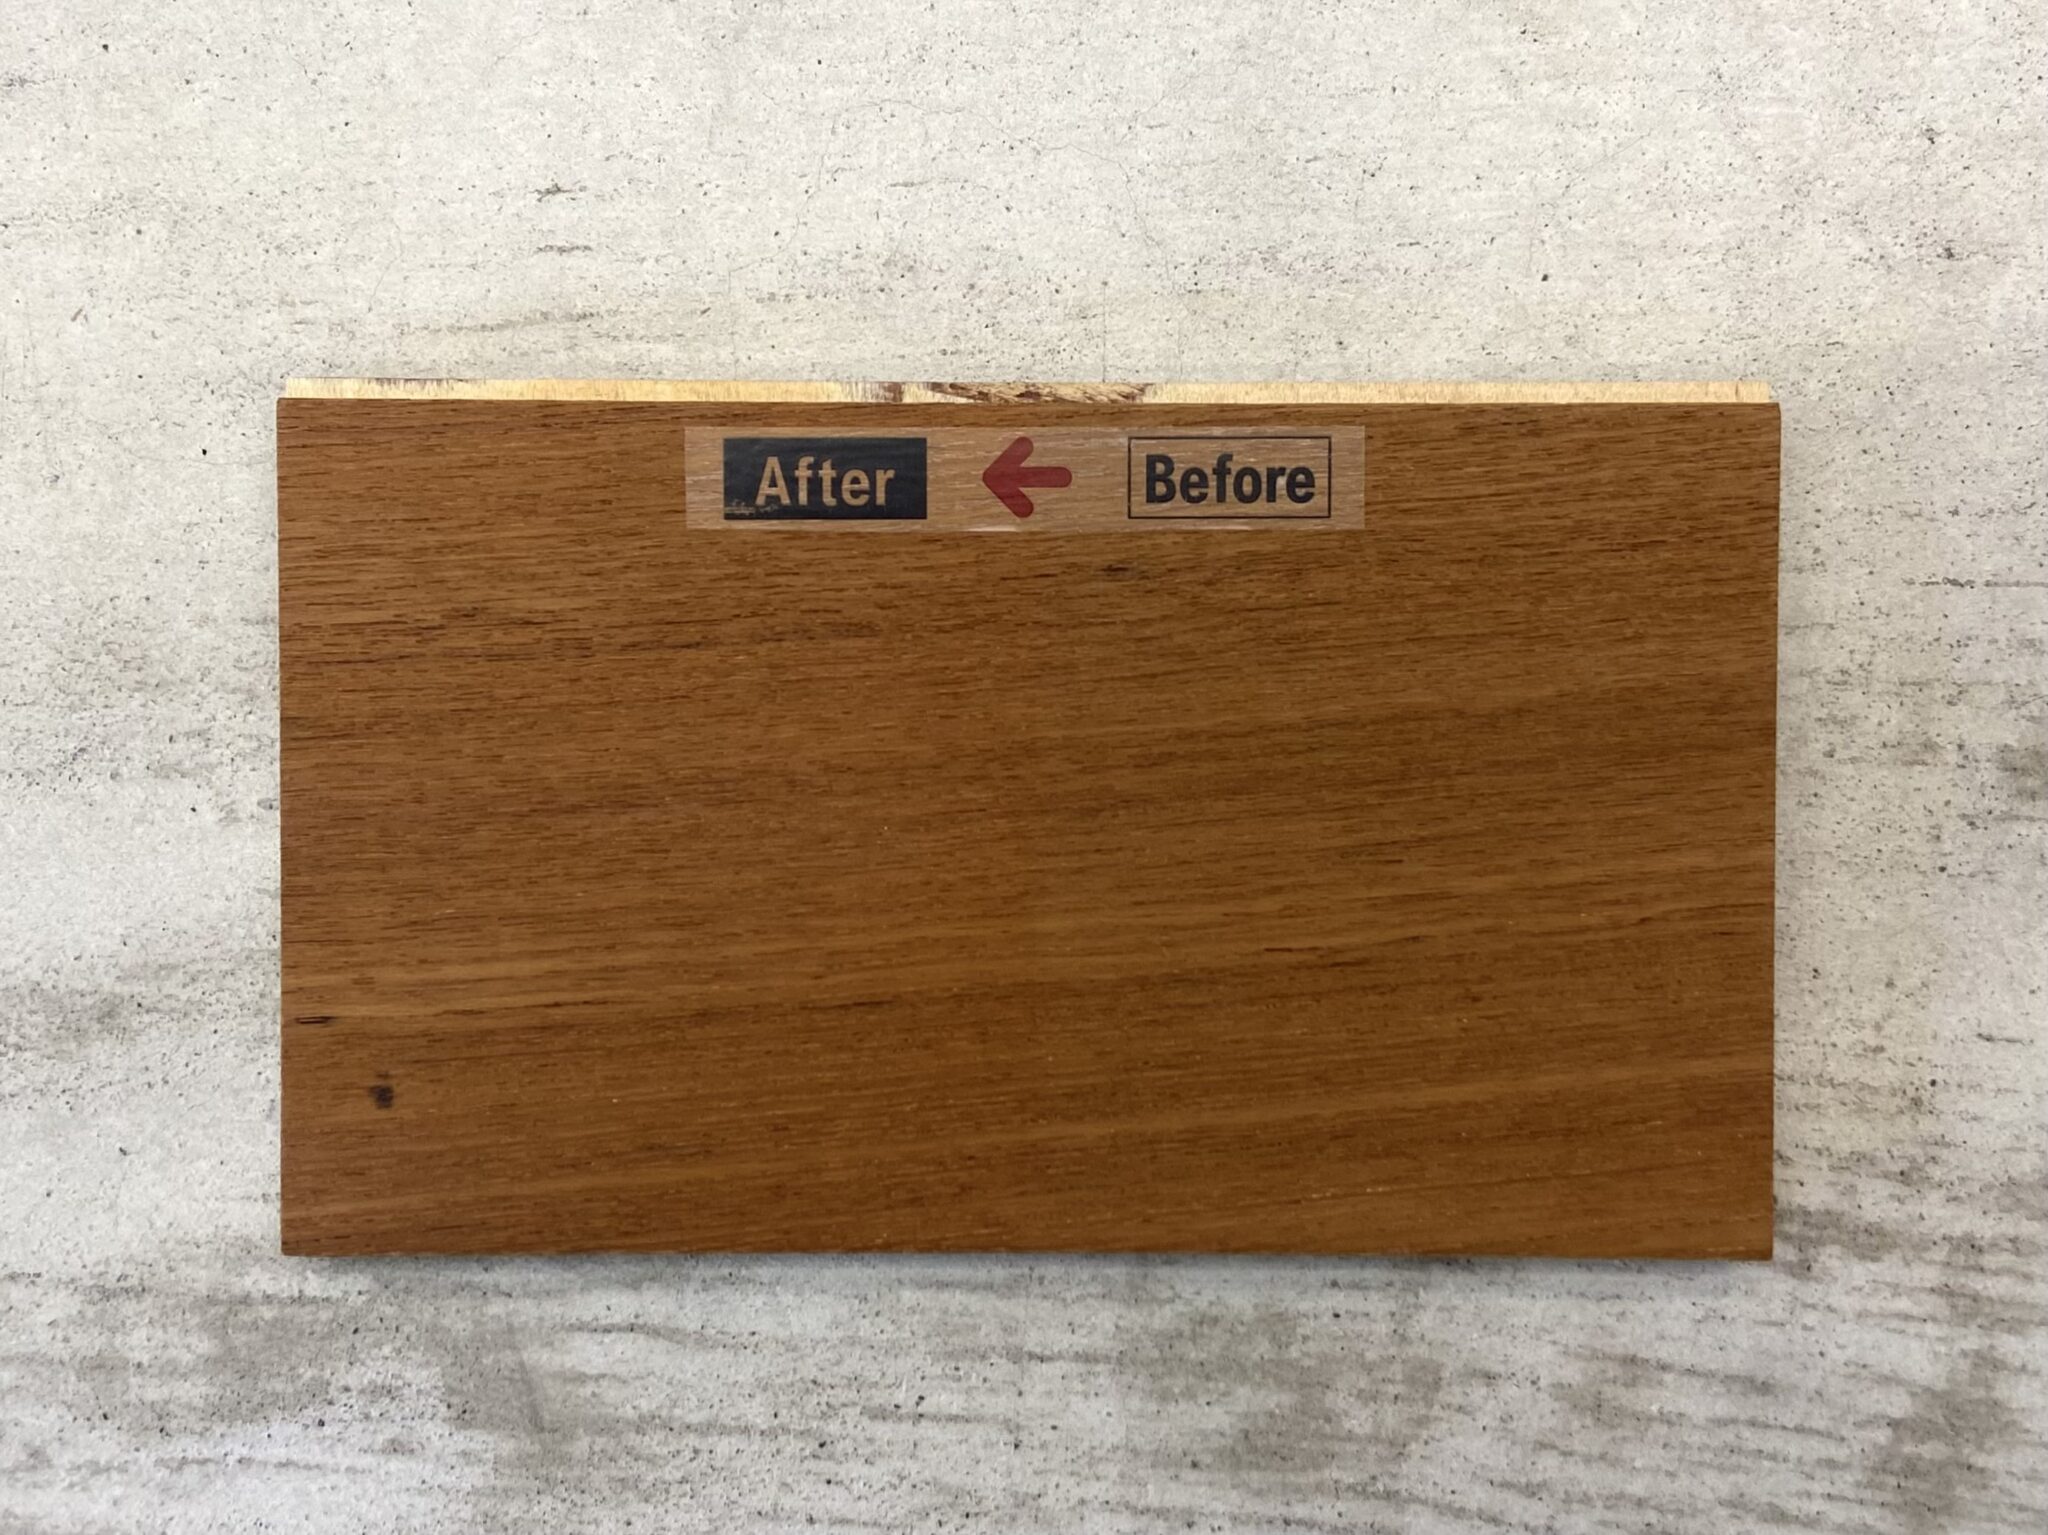 After ← Before